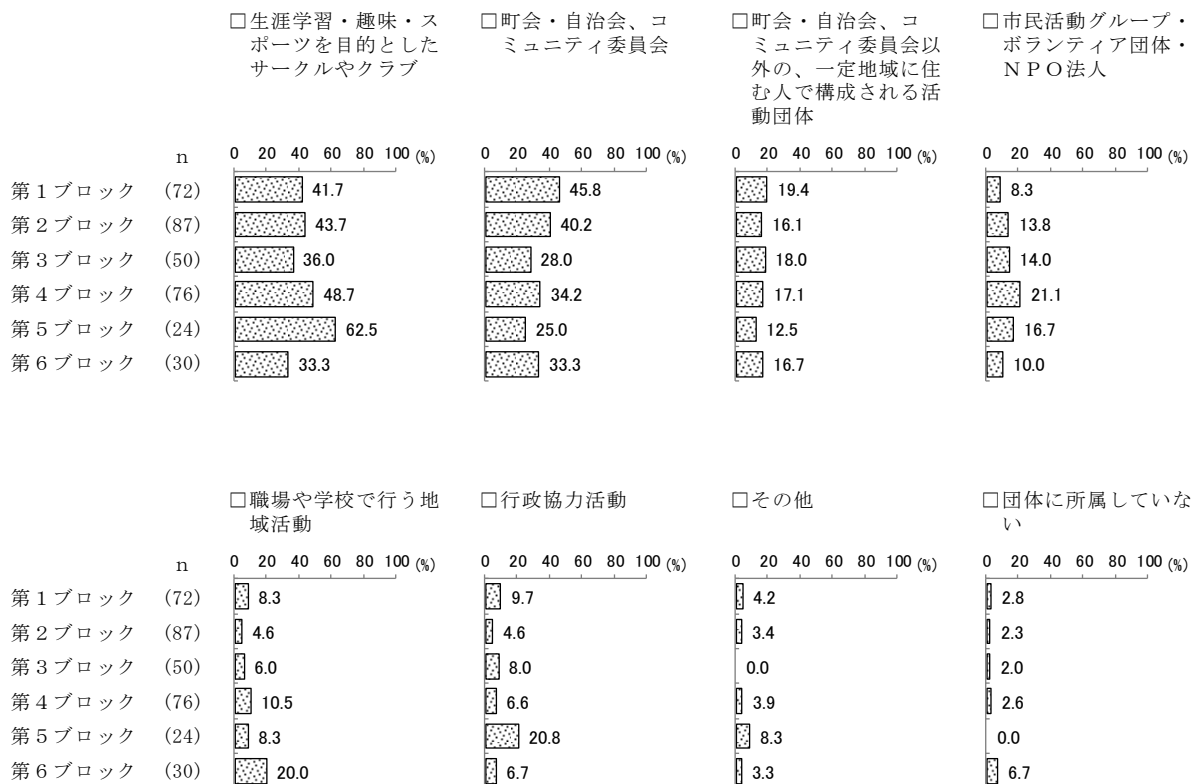 □生涯学習・趣味・ス
ポーツを目的とした
サークルやクラブ
□町会・自治会、コ
ミュニティ委員会
□町会・自治会、コ
ミュニティ委員会以
外の、一定地域に住
む人で構成される活
動団体
□市民活動グループ・
ボランティア団体・
ＮＰＯ法人
n 0 20 40 60 80 100 (%) 0 20 40 60 80 100 (%) 0 20 40 60 80 100 (%) 0 20 40 60 80 100 (%)
第１ブロック (72) 41.7 45.8 19.4 8.3
第２ブロック (87) 43.7 40.2 16.1 13.8
第３ブロック (50) 36.0 28.0 18.0 14.0
第４ブロック (76) 48.7 34.2 17.1 21.1
第５ブロック (24) 62.5 25.0 12.5 16.7
第６ブロック (30) 33.3 33.3 16.7 10.0
□職場や学校で行う地
域活動
□行政協力活動
□その他
□団体に所属していな
い
n 0 20 40 60 80 100 (%) 0 20 40 60 80 100 (%) 0 20 40 60 80 100 (%) 0 20 40 60 80 100 (%)
第１ブロック (72) 8.3 9.7 4.2 2.8
第２ブロック (87) 4.6 4.6 3.4 2.3
第３ブロック (50) 6.0 8.0 0.0 2.0
第４ブロック (76) 10.5 6.6 3.9 2.6
第５ブロック (24) 8.3 20.8 8.3 0.0
第６ブロック (30) 20.0 6.7 3.3 6.7